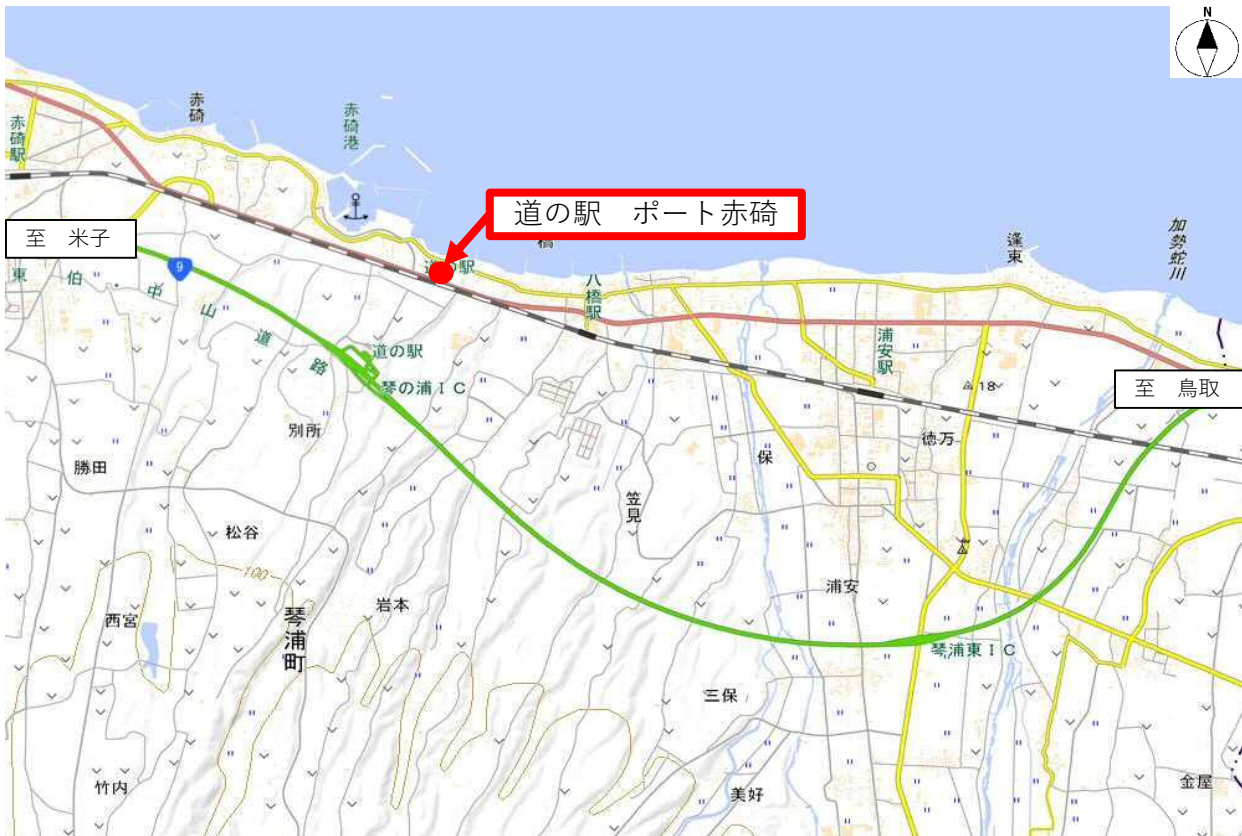 N
赤碕
赤碕港
赤碕駅
道の駅 ポート赤碕
至 米子
橋
逢東
加勢蛇川
9
道の駅
八橋駅
東伯・中山道路
浦安駅
道の駅
琴の浦IC
18
至 鳥取
別所
徳万
保
勝田
笠見
松谷
100
浦安
岩本
西宮
琴浦町
琴浦東IC
三保
竹内
美好
金屋